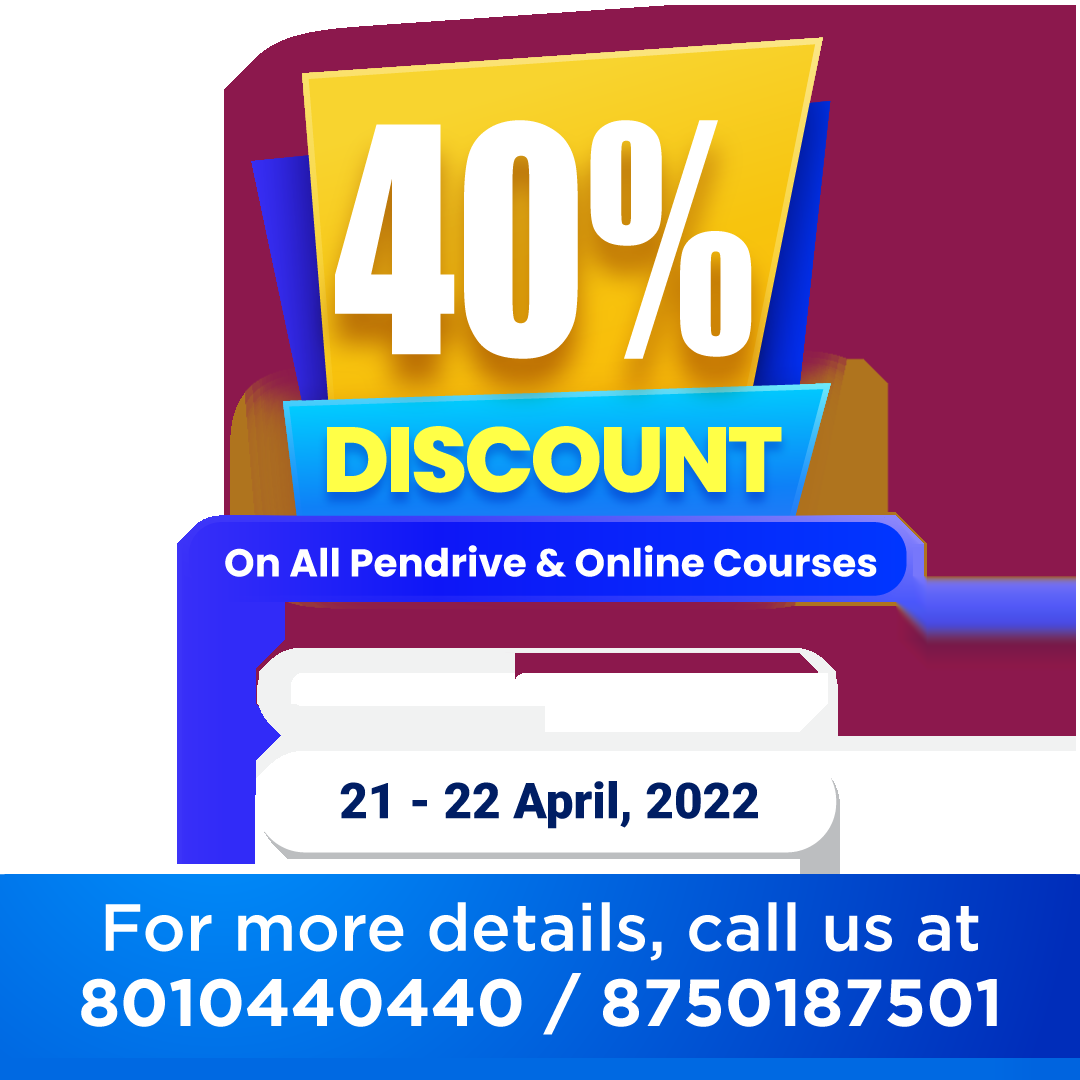 40%
DISCOUNT
On All Pendrive & Online Courses
21 - 22 April, 2022
For more details, call us at
8010440440 / 8750187501